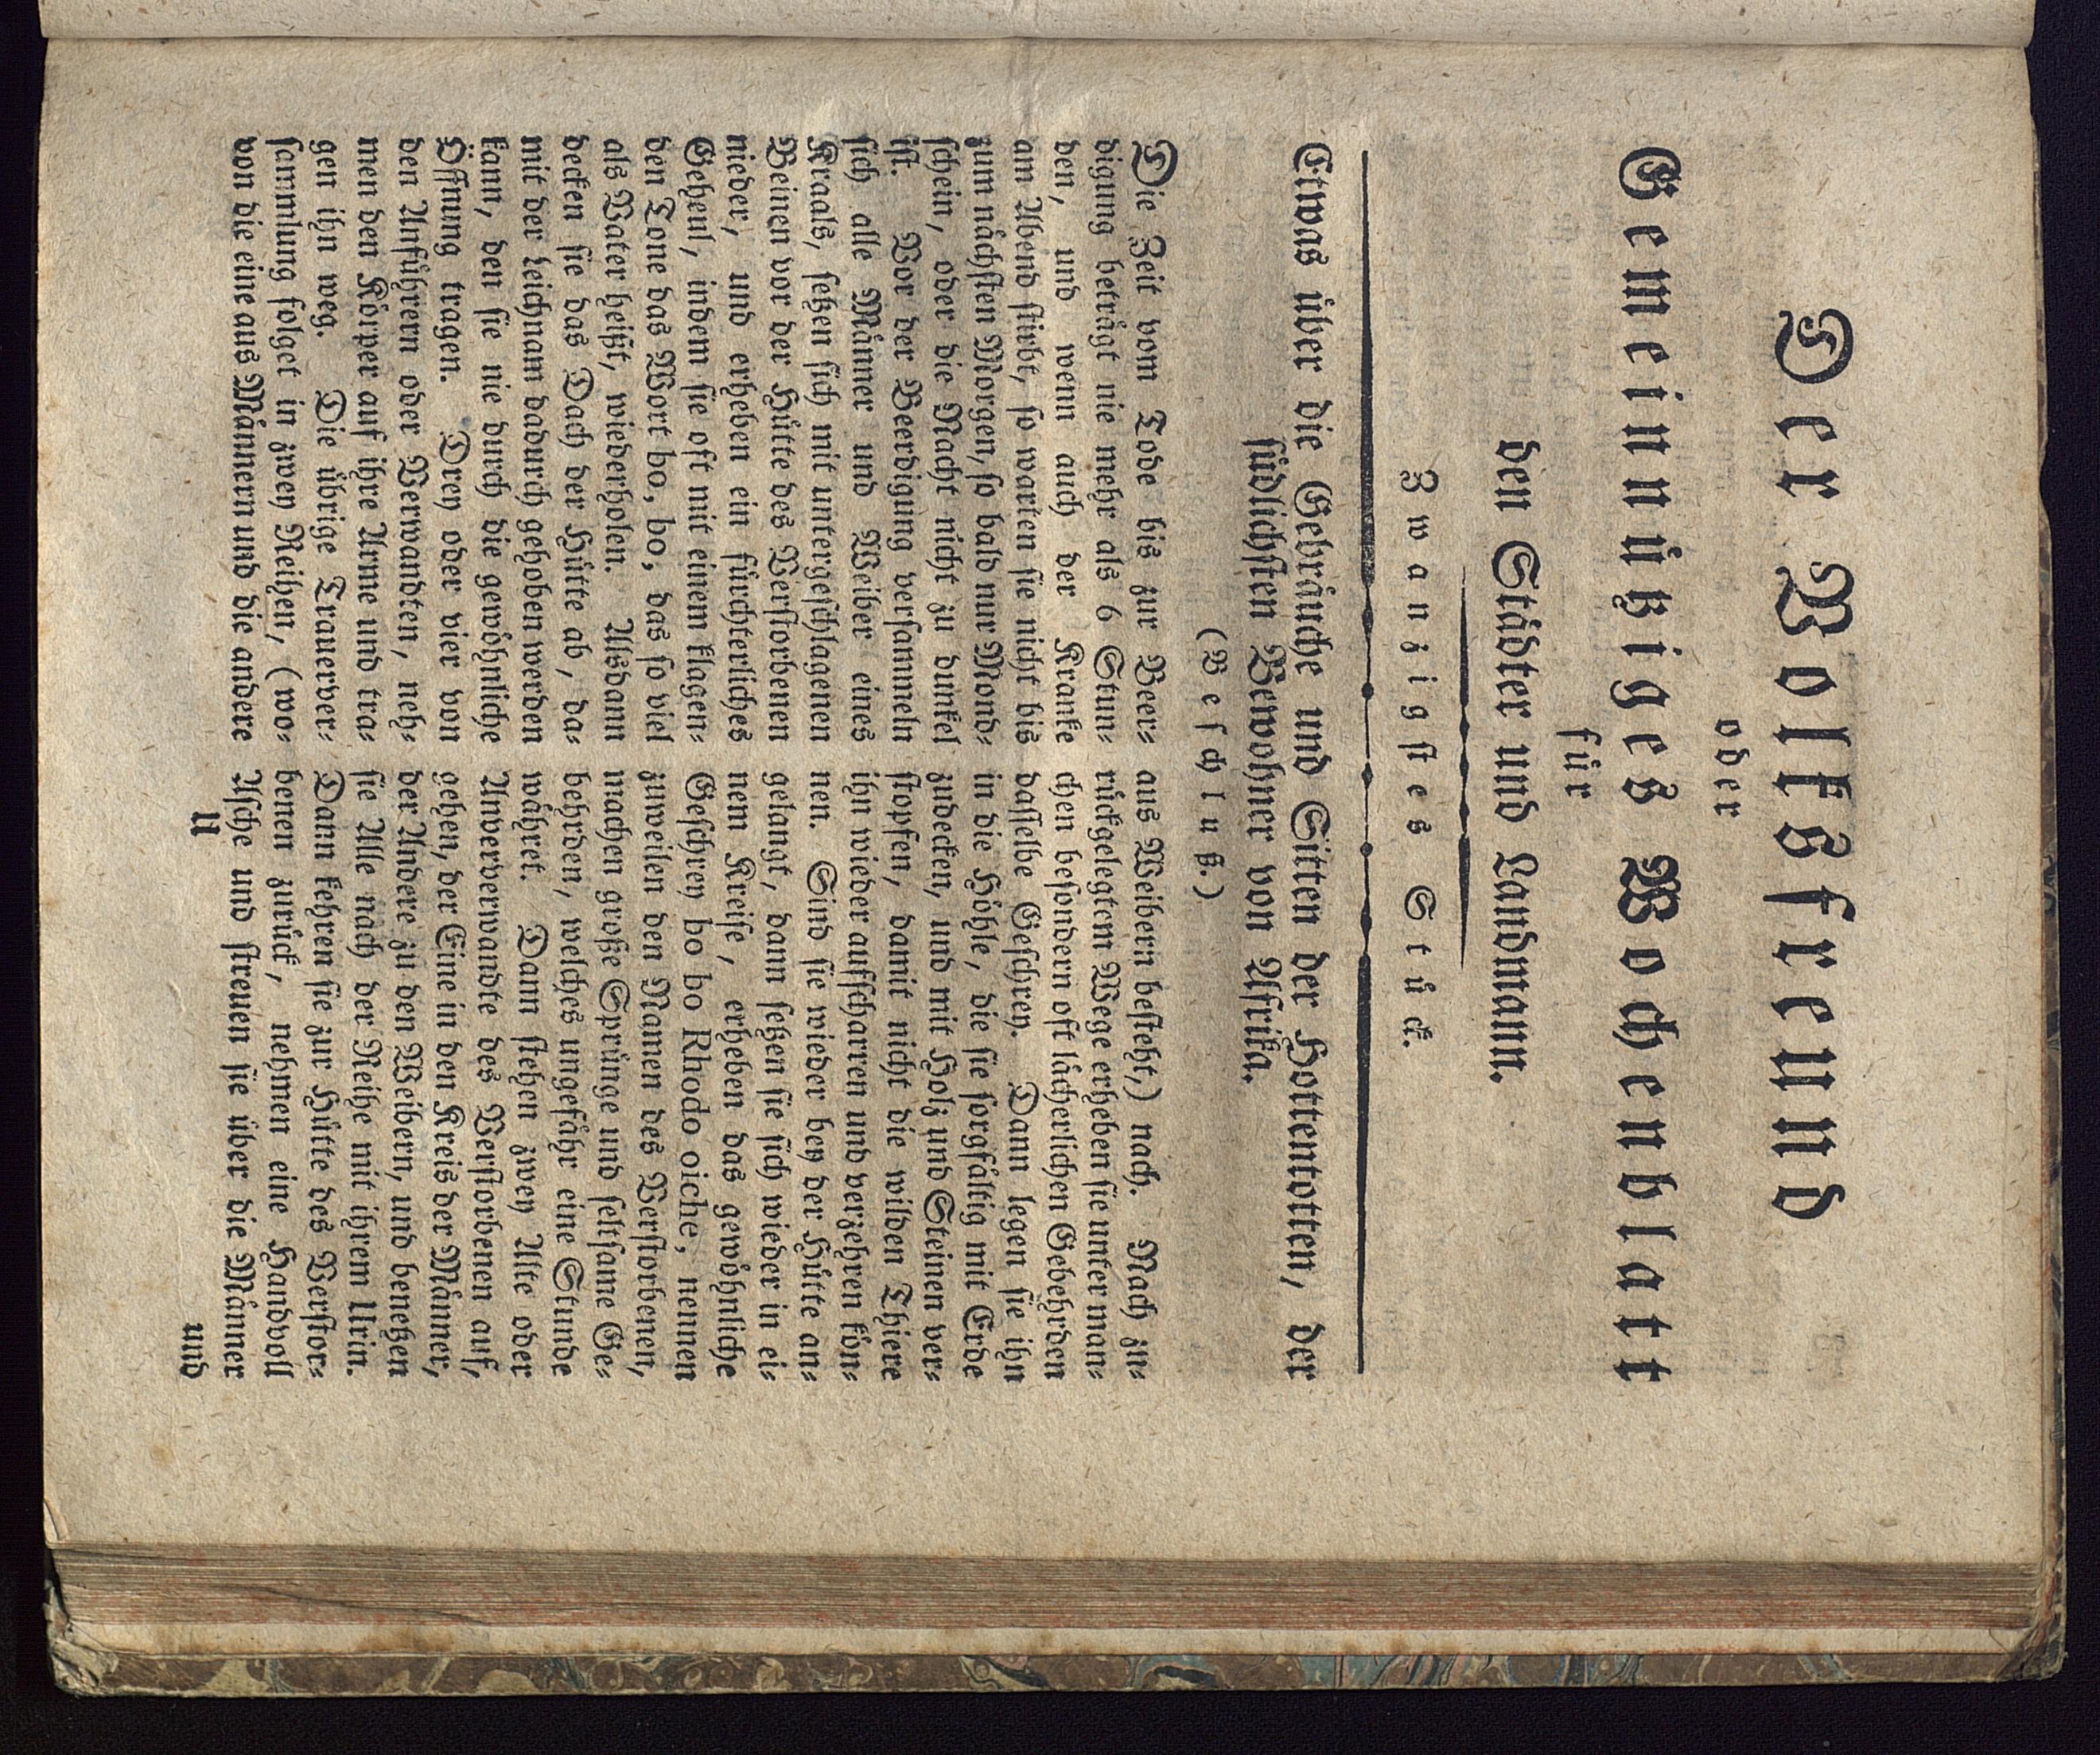 Der Volksfreund
oder
Gemeinnütziges Wochenblatt
für
den Städter und Landmann.
Zwanzigstes Stück.
Etwas über die Gebräuche und Sitten der Hottentotten, der
südlichsten Bewohner von Afrika.
(Beschluß.)
Die Zeit vom Tode bis zur Beer-
digung beträgt nie mehr als 6 Stun-
den, und wenn auch der Kranke
am Abend stirbt, so warten sie nicht bis
zum nächsten Morgen, so bald nur Mond-
schein, oder die Nacht nicht zu dunkel
ist. Vor der Beerdigung versammeln
sich alle Männer und Weiber eines
Kraals, setzen sich mit untergeschlagenen
Beinen vor der Hütte des Verstorbenen
nieder, und erheben ein fürchterliches
Geheul, indem sie oft mit einem klagen-
den Tone das Wort bo, bo, das so viel
als Vater heißt, wiederholen. Alsdann
decken sie das Dach der Hütte ab, da-
mit der Leichnam dadurch gehoben werden
kann, den sie nie durch die gewöhnliche
Öffnung tragen. Drey oder vier von
den Anführern oder Verwandten, neh-
men den Körper auf ihre Arme und tra-
gen ihn weg. Die übrige Trauerver-
sammlung folget in zwey Reihen, (wo-
von die eine aus Männern und die andere
aus Weibern besteht,) nach. Nach zu-
rückgelegtem Wege erheben sie unter man-
chen besondern oft lächerlichen Gebehrden
dasselbe Geschrey. Dann legen sie ihn
in die Höhle, die sie sorgfältig mit Erde
zudecken, und mit Holz und Steinen ver-
stopfen, damit nicht die wilden Thiere
ihn wieder aufscharren und verzehren kön-
nen. Sind sie wieder bey der Hütte an-
gelangt, dann setzen sie sich wieder in ei-
nem Kreise, erheben das gewöhnliche
Geschrey bo bo Rhodo oiche, nennen
zuweilen den Namen des Verstorbenen,
machen große Sprünge und seltsame Ge-
behrden, welches ungefähr eine Stunde
währet. Dann stehen zwey Alte oder
Anververwandte des Verstorbenen auf,
gehen, der Eine in den Kreis der Männer,
der Andere zu den Weibern, und benetzen
sie Alle nach der Reihe mit ihrem Urin.
Dann kehren sie zur Hütte des Verstor-
benen zurück, nehmen eine Handvoll
Asche und streuen sie über die Männer
U
und